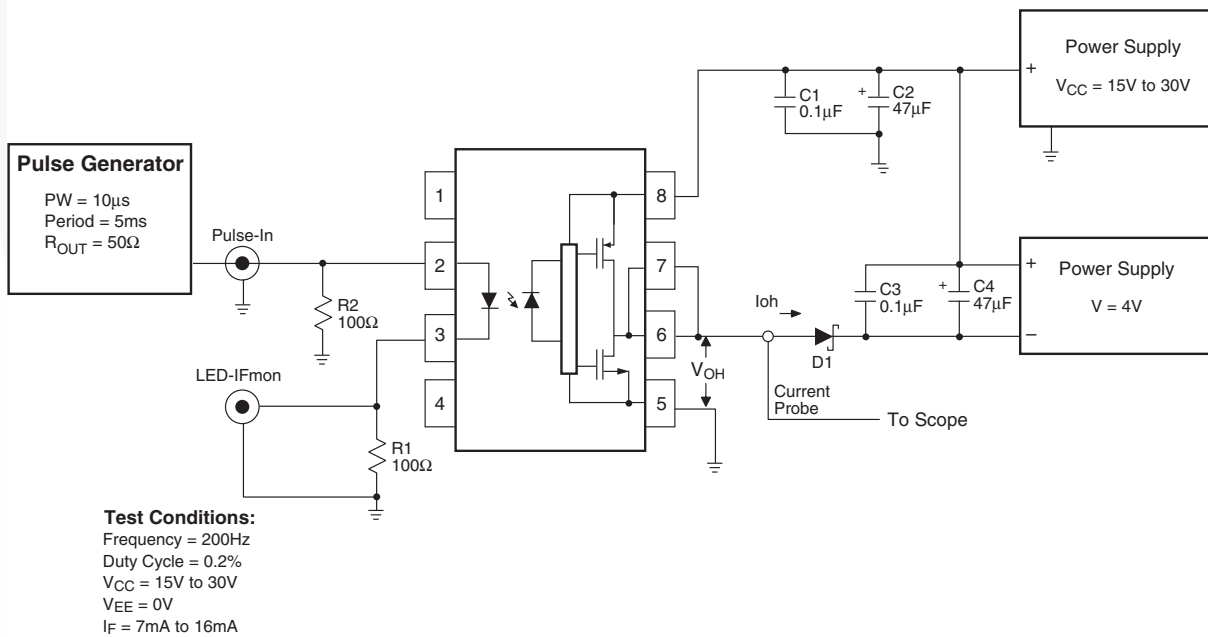 Pulse Generator
PW = 10μs
Period = 5ms
ROUT = 50Ω
Pulse-In
R2
100Ω
LED-IFmon
R1
100Ω
1
2
3
4
8
7
6
5
VOH
C1
0.1μF
+
C2
47μF
Power Supply
+
VCC = 15V to 30V
Power Supply
+
V = 4V
–
C3
0.1μF
+
C4
47μF
Ioh
D1
Current
Probe
To Scope
Test Conditions:
Frequency = 200Hz
Duty Cycle = 0.2%
VCC = 15V to 30V
VEE = 0V
IF = 7mA to 16mA